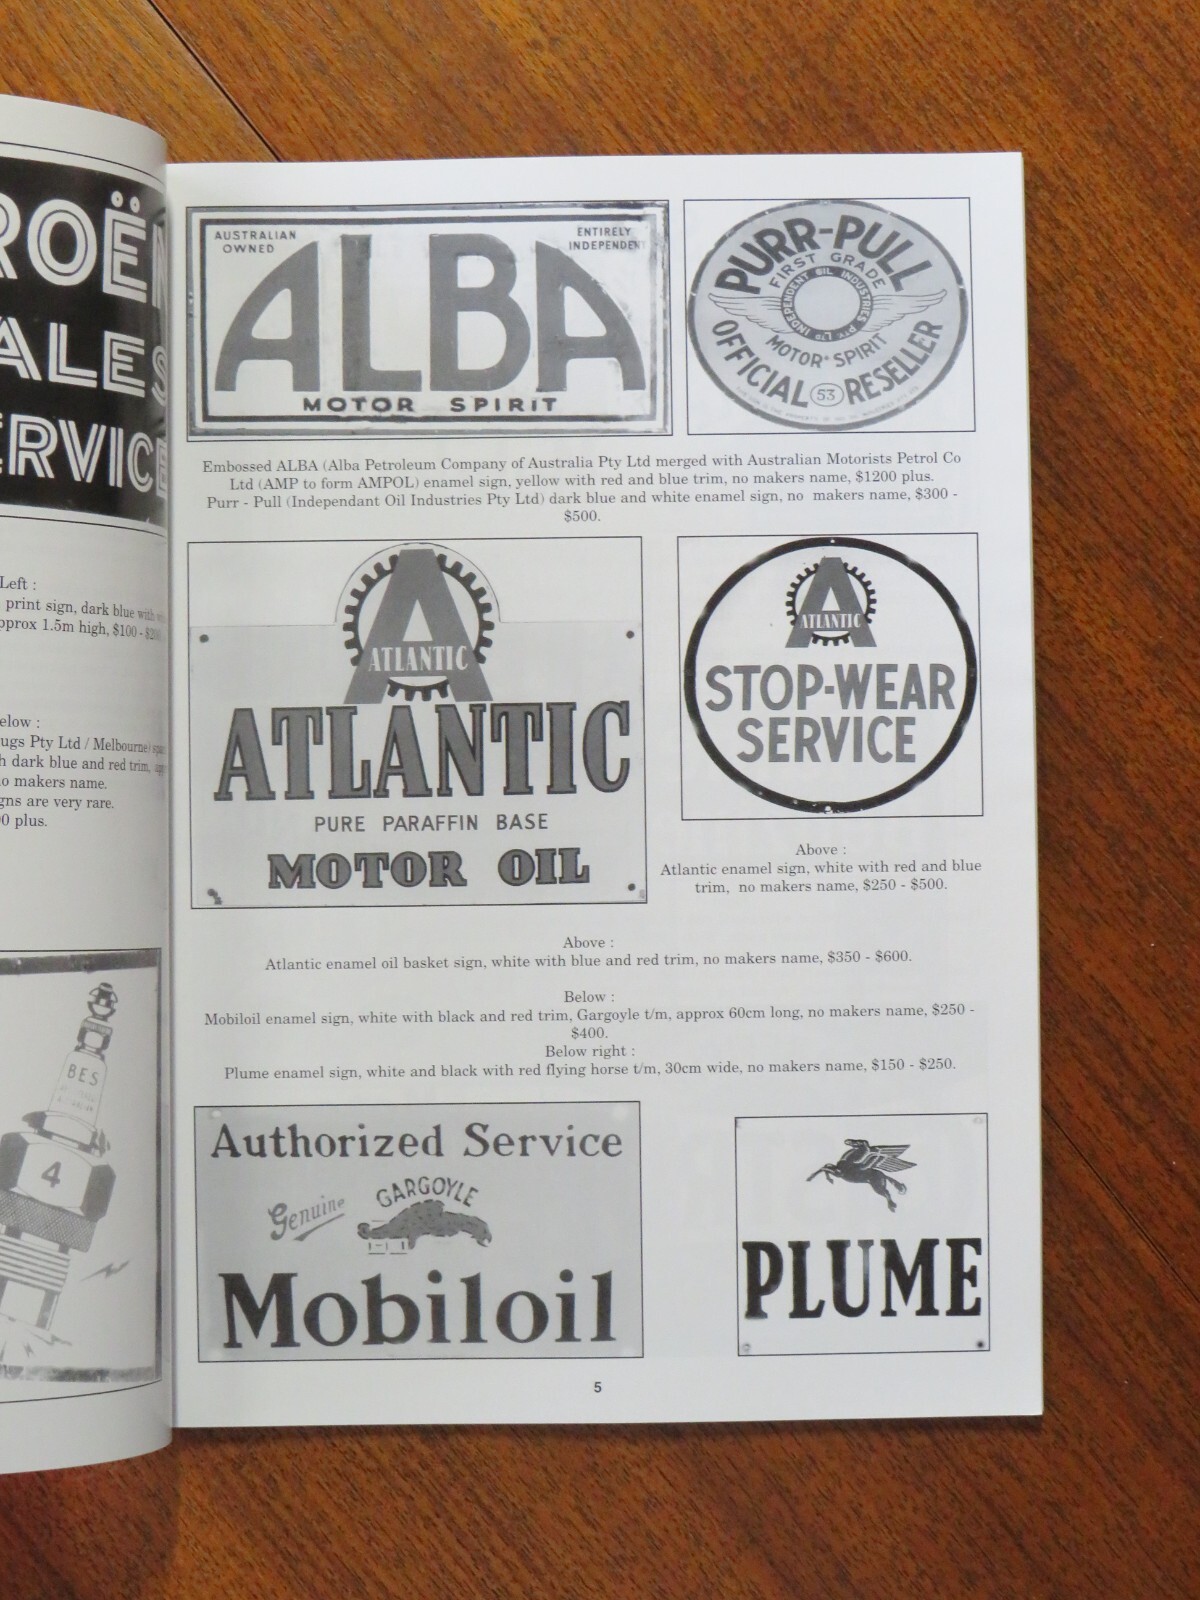 ROËN
ALES
ERVICE
Left :
print sign, dark blue with
pprox 1.5m high, $100 -
elow :
ugs Pty Ltd / Melbourne)
h dark blue and red trim,
o makers name.
gns are very rare.
0 plus.
BES
4
AUSTRALIAN
OWNED
ENTIRELY
INDEPENDENT
ALBA
MOTOR SPIRIT
PURR-PULL
FIRST GRADE
INDEPENDENT OIL INDUSTRIES PTY LTD
MOTOR SPIRIT
OFFICIAL 53 RESELLER
Embossed ALBA (Alba Petroleum Company of Australia Pty Ltd merged with Australian Motorists Petrol Co
Ltd (AMP to form AMPOL) enamel sign, yellow with red and blue trim, no makers name, $1200 plus.
Purr - Pull (Independant Oil Industries Pty Ltd) dark blue and white enamel sign, no makers name, $300 -
$500.
ATLANTIC
ATLANTIC
PURE PARAFFIN BASE
MOTOR OIL
ATLANTIC
STOP-WEAR
SERVICE
Above :
Atlantic enamel sign, white with red and blue
trim, no makers name, $250 - $500.
Above :
Atlantic enamel oil basket sign, white with blue and red trim, no makers name, $350 - $600.
Below :
Mobiloil enamel sign, white with black and red trim, Gargoyle t/m, approx 60cm long, no makers name, $250 -
$400.
Below right :
Plume enamel sign, white and black with red flying horse t/m, 30cm wide, no makers name, $150 - $250.
Authorized Service
Genuine GARGOYLE
Mobiloil
PLUME
5